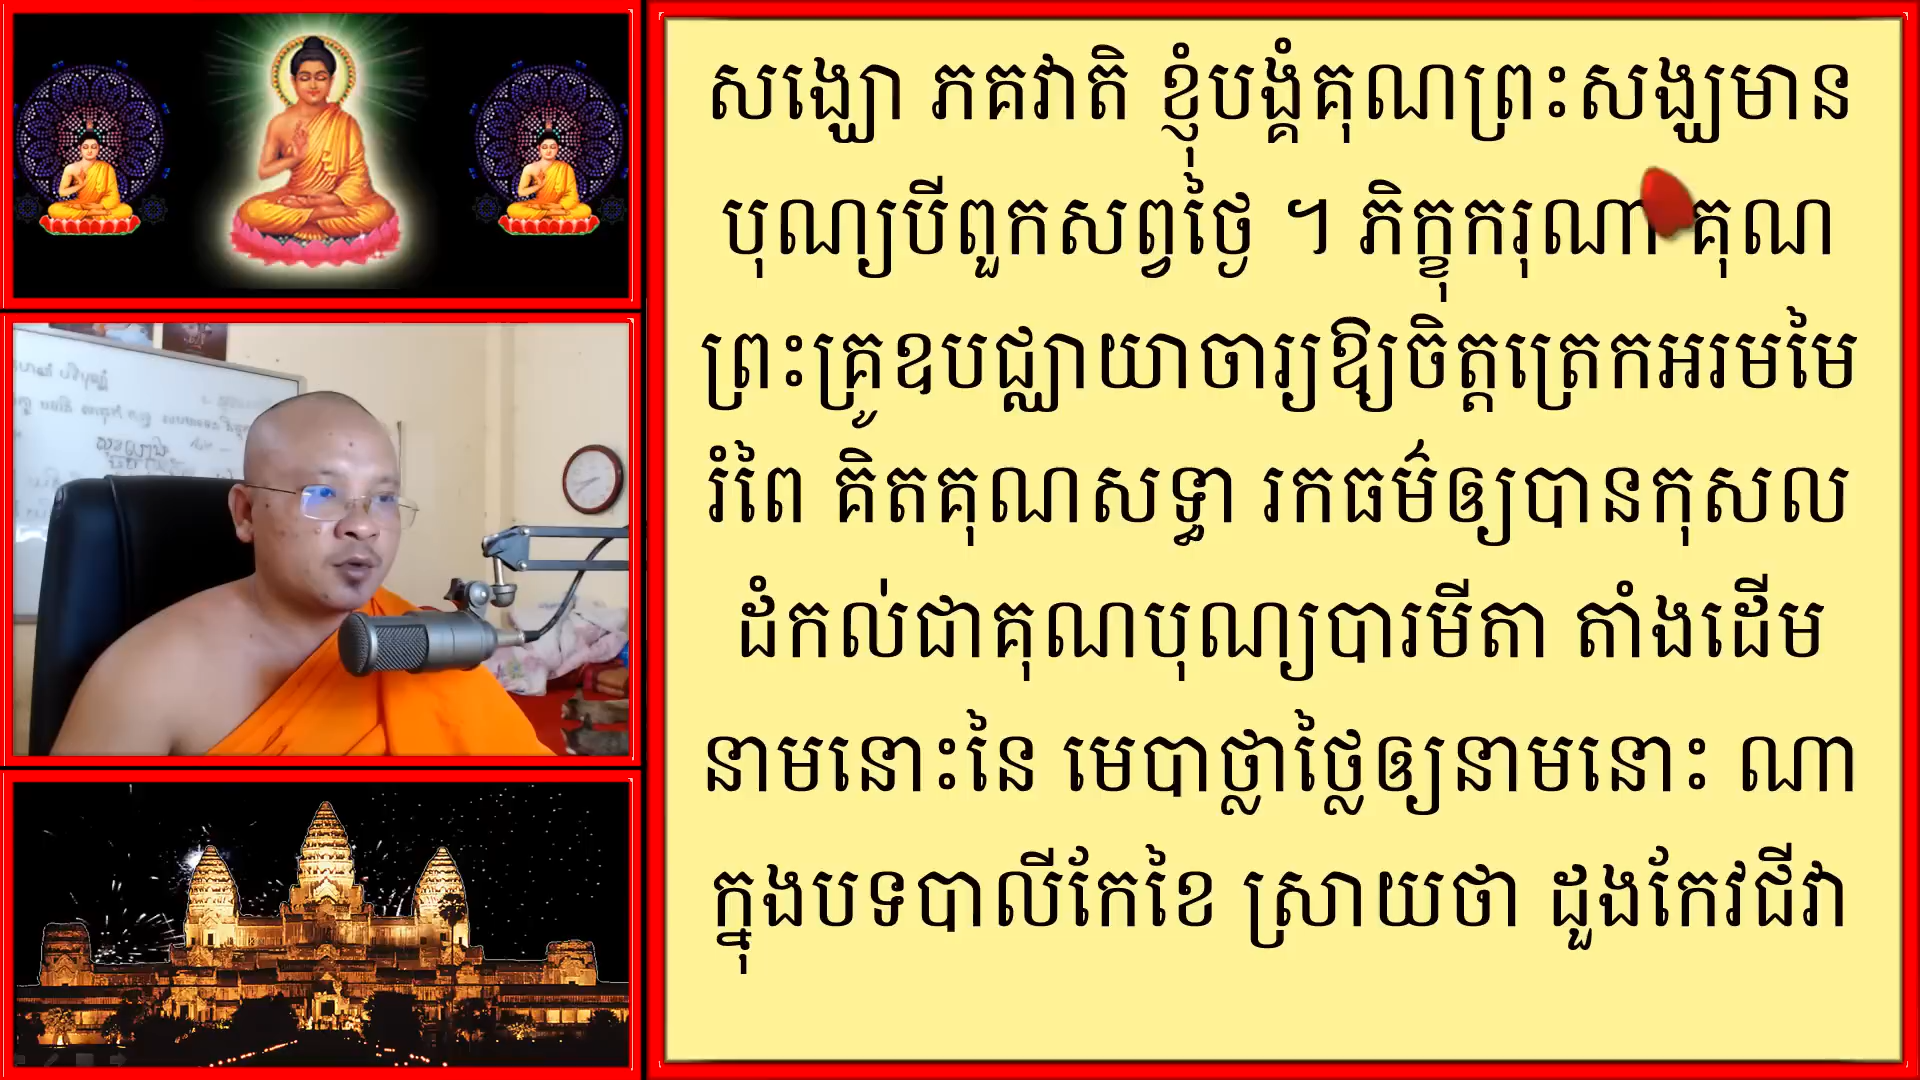 សង្ឃោ ភគវាតិ ខ្ញុំបង្គំគុណព្រះសង្ឃមាន
បុណ្យបីពួកសព្វថ្ងៃ ។ ភិក្ខុករុណា គុណ
ព្រះគ្រូឧបជ្ឈាយាចារ្យឱ្យចិត្តត្រេកអរមមៃ
រំពៃ គិតគុណសទ្ធា រកធម៌ឲ្យបានកុសល
ដំកល់ជាគុណបុណ្យបារមីតា តាំងដើម
នាមនោះនៃ មេបាថ្លាថ្លៃឲ្យនាមនោះ ណា
ក្នុងបទបាលីកែខៃ ស្រាយថា ដួងកែវជីវា